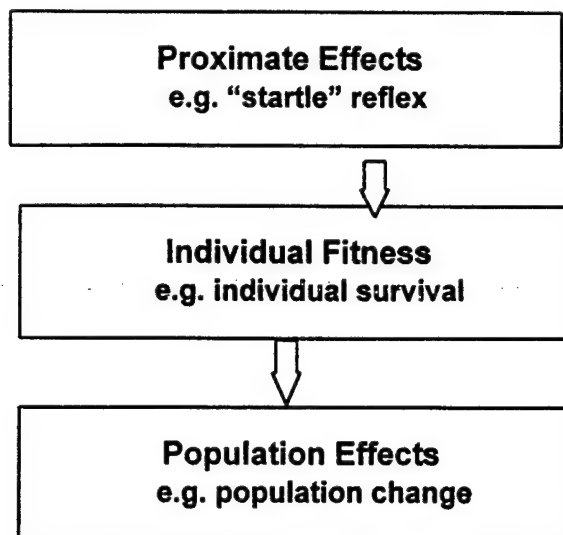 Proximate Effects
e.g. “startle” reflex
Individual Fitness
e.g. individual survival
Population Effects
e.g. population change